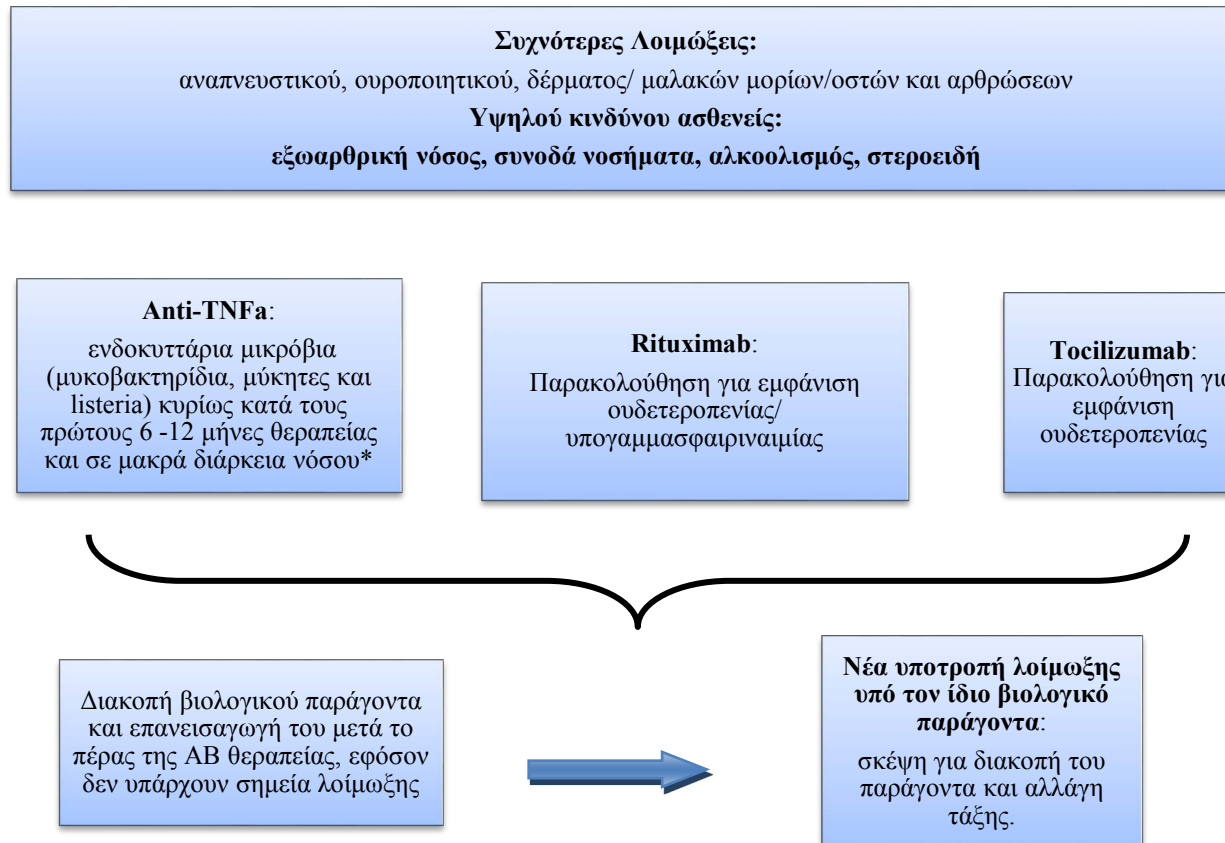 Συχνότερες Λοιμώξεις:
αναπνευστικού, ουροποιητικού, δέρματος/ μαλακών μορίων/οστών και αρθρώσεων
Υψηλού κινδύνου ασθενείς:
εξωαρθρική νόσος, συνοδά νοσήματα, αλκοολισμός, στεροειδή
Anti-TNFa:
ενδοκυττάρια μικρόβια
(μυκοβακτηρίδια, μύκητες και
listeria) κυρίως κατά τους
πρώτους 6 -12 μήνες θεραπείας
και σε μακρά διάρκεια νόσου*
Rituximab:
Παρακολούθηση για εμφάνιση
ουδετεροπενίας/
υπογαμμασφαιριναιμίας
Tocilizumab:
Παρακολούθηση για
εμφάνιση
ουδετεροπενίας
Διακοπή βιολογικού παράγοντα
και επανεισαγωγή του μετά το
πέρας της ΑΒ θεραπείας, εφόσον
δεν υπάρχουν σημεία λοίμωξης
Νέα υποτροπή λοίμωξης
υπό τον ίδιο βιολογικό
παράγοντα:
σκέψη για διακοπή του
παράγοντα και αλλάγη
τάξης.